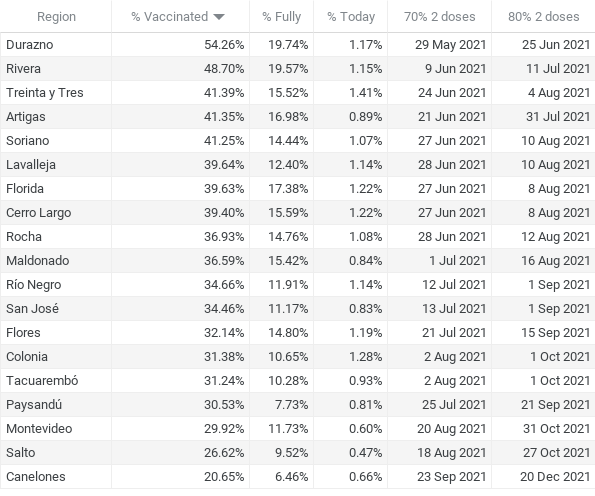 Region % Vaccinated % Fully % Today 70% 2 doses 80% 2 doses
Durazno 54.26% 19.74% 1.17% 29 May 2021 25 Jun 2021
Rivera 48.70% 19.57% 1.15% 9 Jun 2021 11 Jul 2021
Treinta y Tres 41.39% 15.52% 1.41% 24 Jun 2021 4 Aug 2021
Artigas 41.35% 16.98% 0.89% 21 Jun 2021 31 Jul 2021
Soriano 41.25% 14.44% 1.07% 27 Jun 2021 10 Aug 2021
Lavalleja 39.64% 12.40% 1.14% 28 Jun 2021 10 Aug 2021
Florida 39.63% 17.38% 1.22% 27 Jun 2021 8 Aug 2021
Cerro Largo 39.40% 15.59% 1.22% 27 Jun 2021 8 Aug 2021
Rocha 36.93% 14.76% 1.08% 28 Jun 2021 12 Aug 2021
Maldonado 36.59% 15.42% 0.84% 1 Jul 2021 16 Aug 2021
Río Negro 34.66% 11.91% 1.14% 12 Jul 2021 1 Sep 2021
San José 34.46% 11.17% 0.83% 13 Jul 2021 1 Sep 2021
Flores 32.14% 14.80% 1.19% 21 Jul 2021 15 Sep 2021
Colonia 31.38% 10.65% 1.28% 2 Aug 2021 1 Oct 2021
Tacuarembó 31.24% 10.28% 0.93% 2 Aug 2021 1 Oct 2021
Paysandú 30.53% 7.73% 0.81% 25 Jul 2021 21 Sep 2021
Montevideo 29.92% 11.73% 0.60% 20 Aug 2021 31 Oct 2021
Salto 26.62% 9.52% 0.47% 18 Aug 2021 27 Oct 2021
Canelones 20.65% 6.46% 0.66% 23 Sep 2021 20 Dec 2021